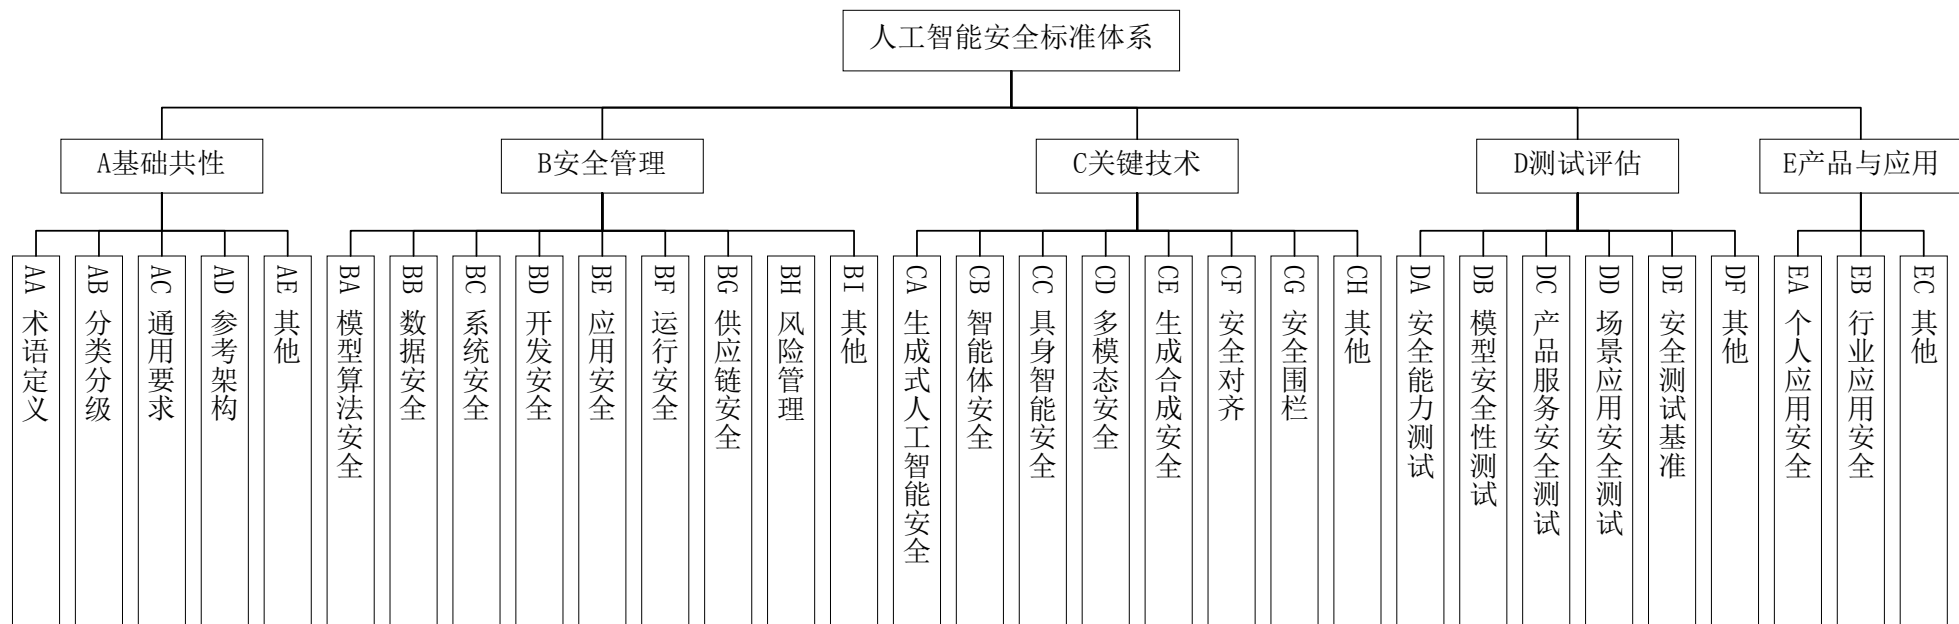 人工智能安全标准体系
A基础共性
B安全管理
C关键技术
D测试评估
E产品与应用
AA 术语定义
AB 分类分级
AC 通用要求
AD 参考架构
AE 其他
BA 模型算法安全
BB 数据安全
BC 系统安全
BD 开发安全
BE 应用安全
BF 运行安全
BG 供应链安全
BH 风险管理
BI 其他
CA 生成式人工智能安全
CB 智能体安全
CC 具身智能安全
CD 多模态安全
CE 生成合成安全
CF 安全对齐
CG 安全围栏
CH 其他
DA 安全能力测试
DB 模型安全性测试
DC 产品服务安全测试
DD 场景应用安全测试
DE 安全测试基准
DF 其他
EA 个人应用安全
EB 行业应用安全
EC 其他